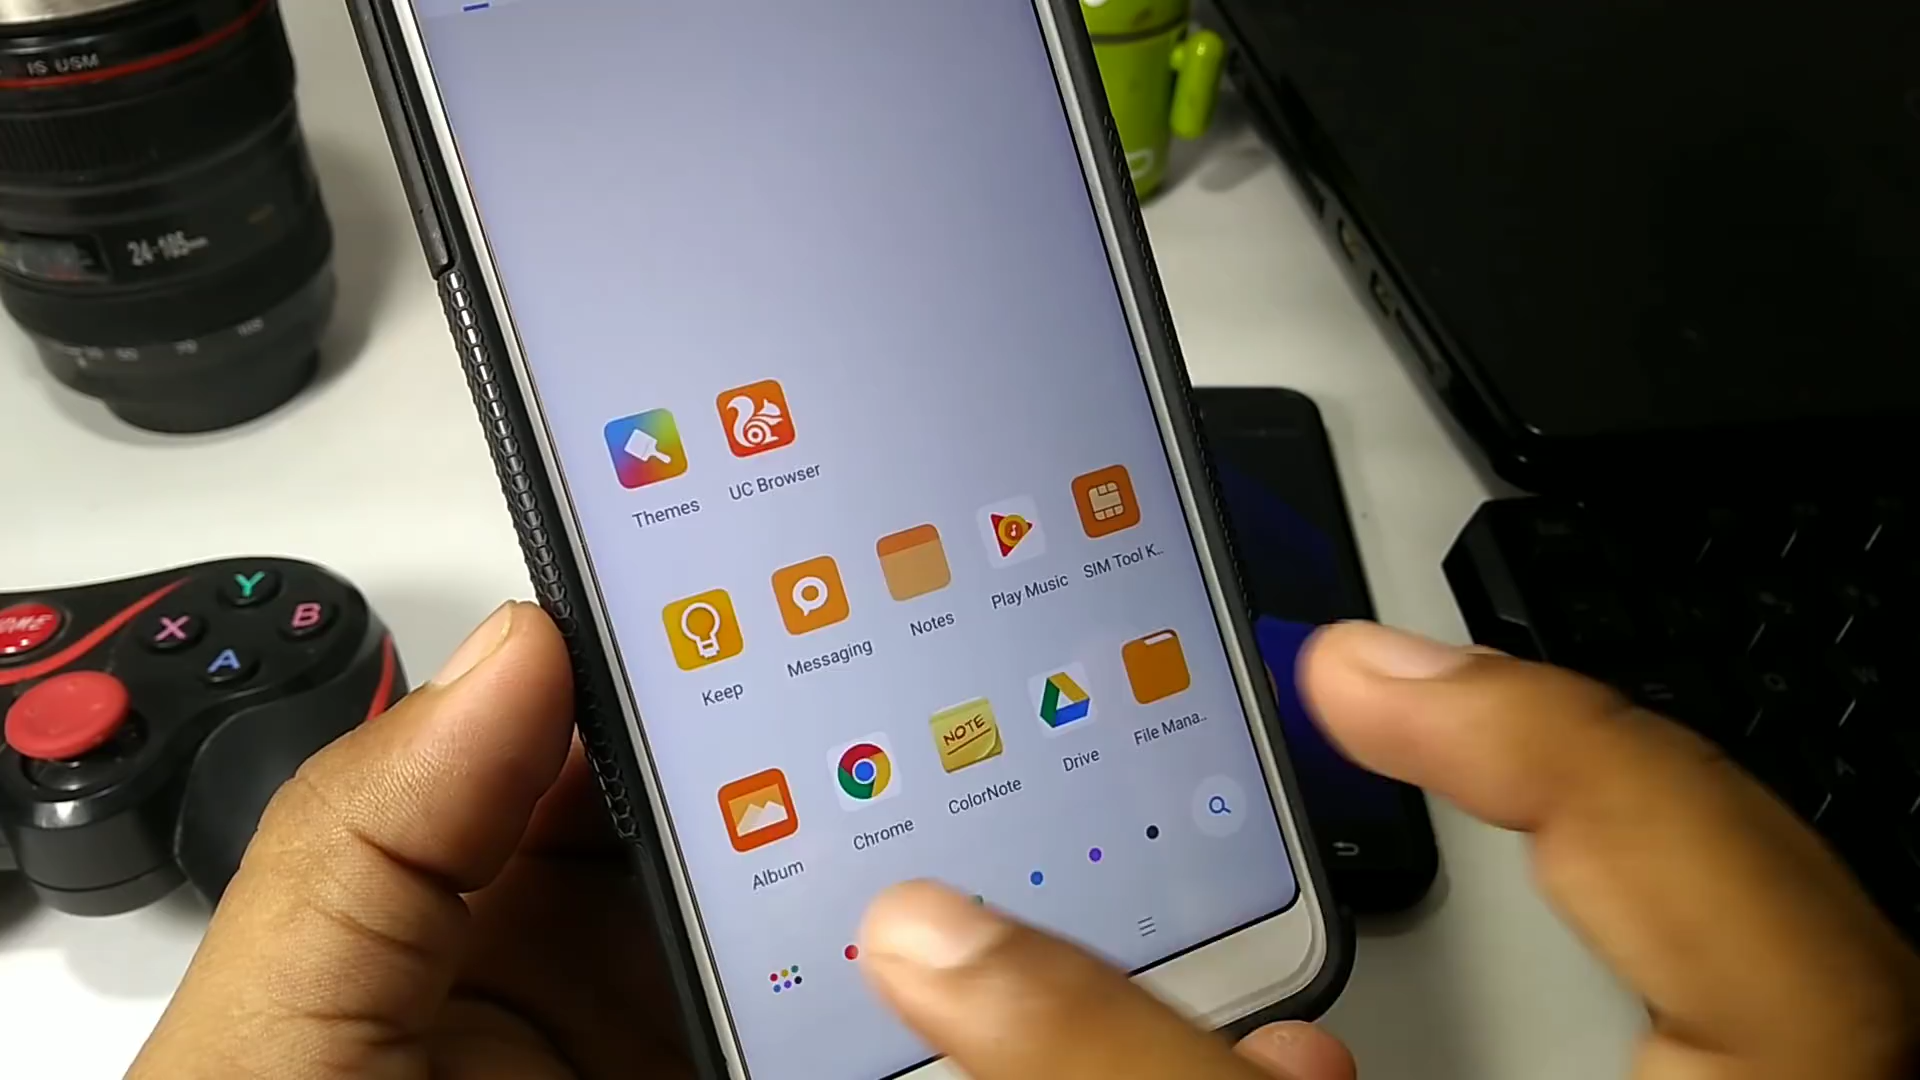 IS USM
24-105mm
Themes
UC Browser
Keep
Messaging
Notes
Play Music
SIM Tool K..
Album
Chrome
NOTE
ColorNote
Drive
File Mana..
HOME
Y
X
B
A